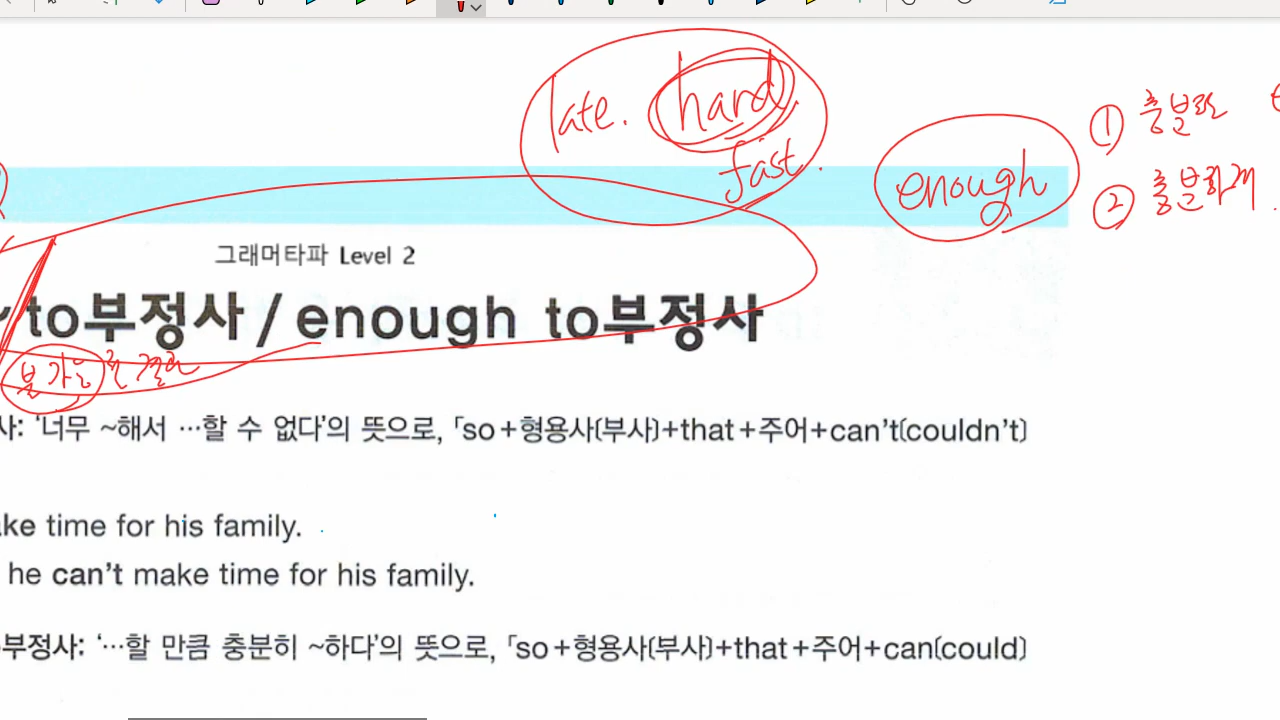 late. hard
fast.
enough
① 충분한
② 충분하게
그래머타파 Level 2
to부정사 / enough to부정사
불가능
사: '너무 ~해서 …할 수 없다'의 뜻으로, 「so+형용사(부사)+that+주어+can't(couldn't)
ake time for his family.
he can't make time for his family.
부정사: '…할 만큼 충분히 ~하다'의 뜻으로, 「so+형용사(부사)+that+주어+can(could)